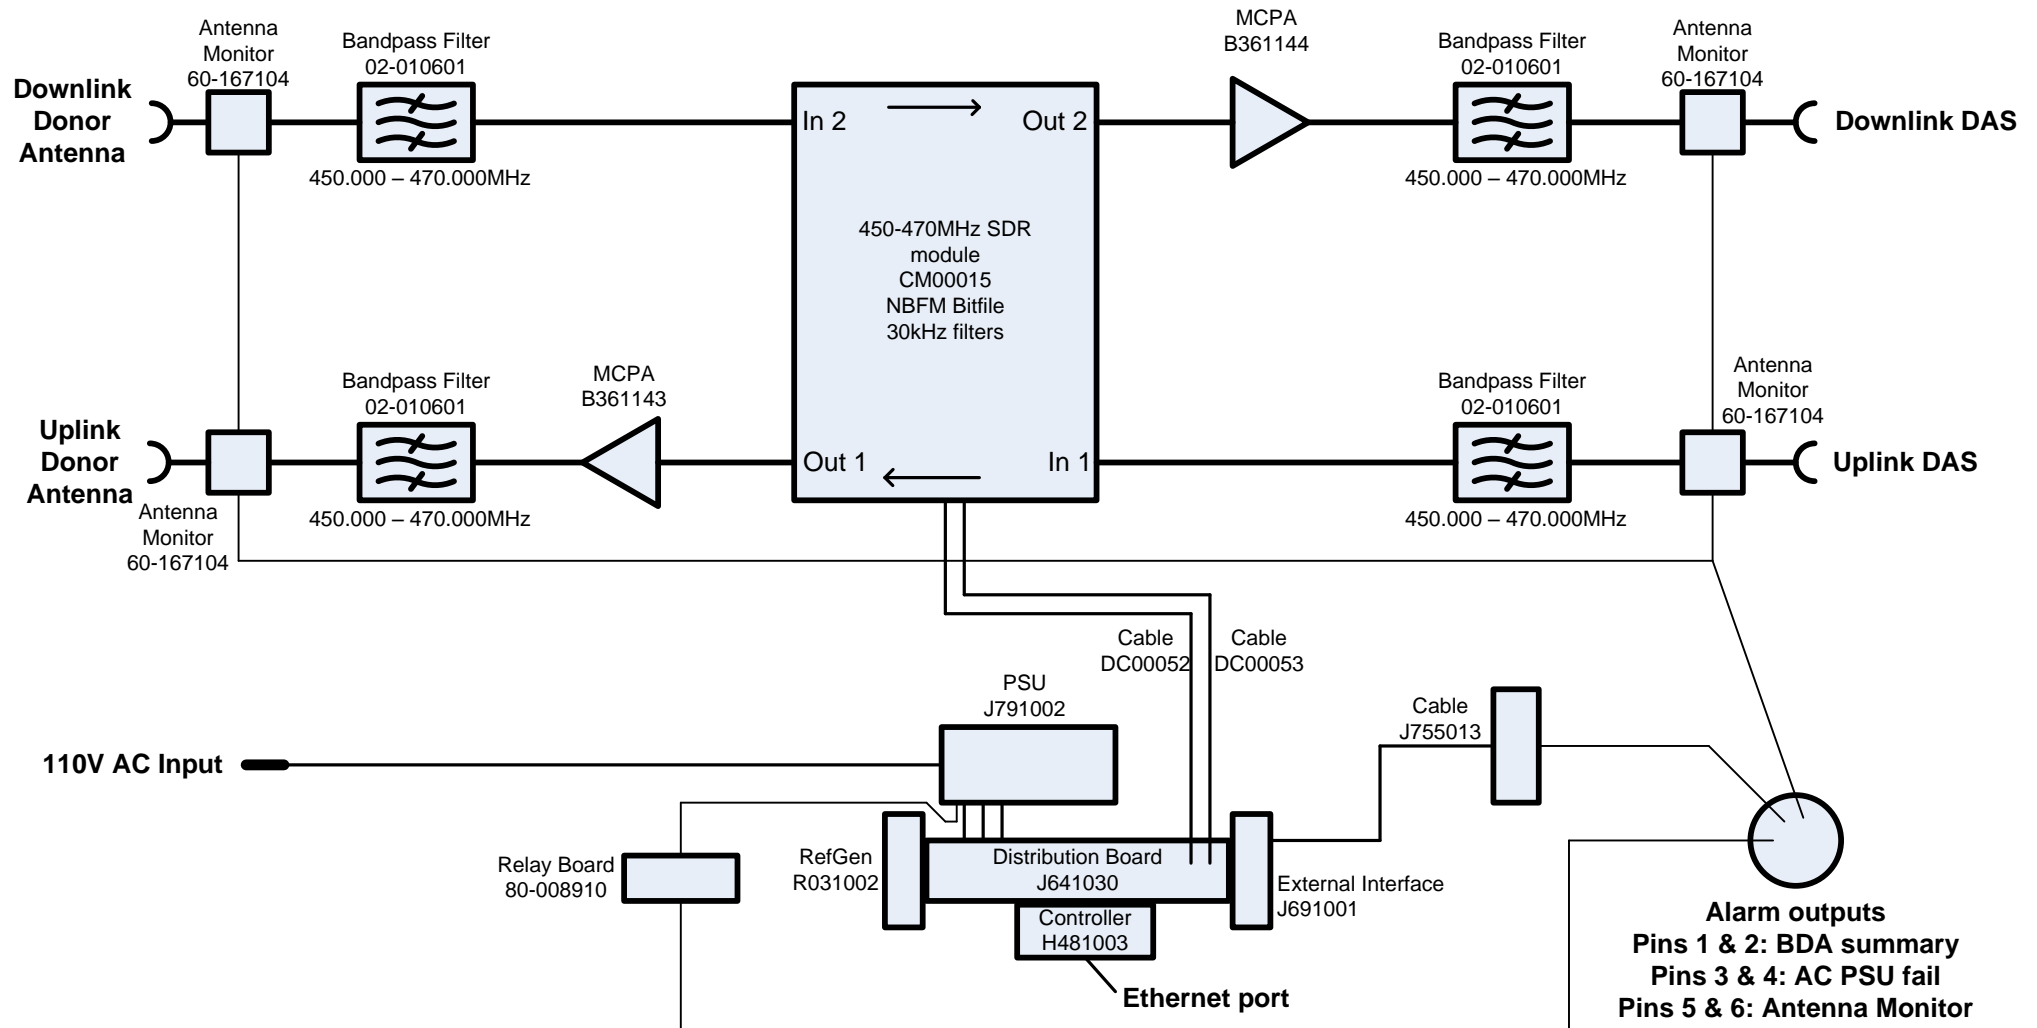 Antenna
Monitor
60-167104
Bandpass Filter
02-010601
MCPA
B361144
Bandpass Filter
02-010601
Antenna
Monitor
60-167104
Downlink
Donor
Antenna
In 2
Out 2
Downlink DAS
450.000 – 470.000MHz
450.000 – 470.000MHz
450-470MHz SDR
module
CM00015
NBFM Bitfile
30kHz filters
Bandpass Filter
02-010601
MCPA
B361143
Bandpass Filter
02-010601
Antenna
Monitor
60-167104
Uplink
Donor
Antenna
Out 1
In 1
Uplink DAS
Antenna
Monitor
60-167104
450.000 – 470.000MHz
450.000 – 470.000MHz
Cable
DC00052
Cable
DC00053
PSU
J791002
Cable
J755013
110V AC Input
Relay Board
80-008910
RefGen
R031002
Distribution Board
J641030
External Interface
J691001
Controller
H481003
Ethernet port
Alarm outputs
Pins 1 & 2: BDA summary
Pins 3 & 4: AC PSU fail
Pins 5 & 6: Antenna Monitor